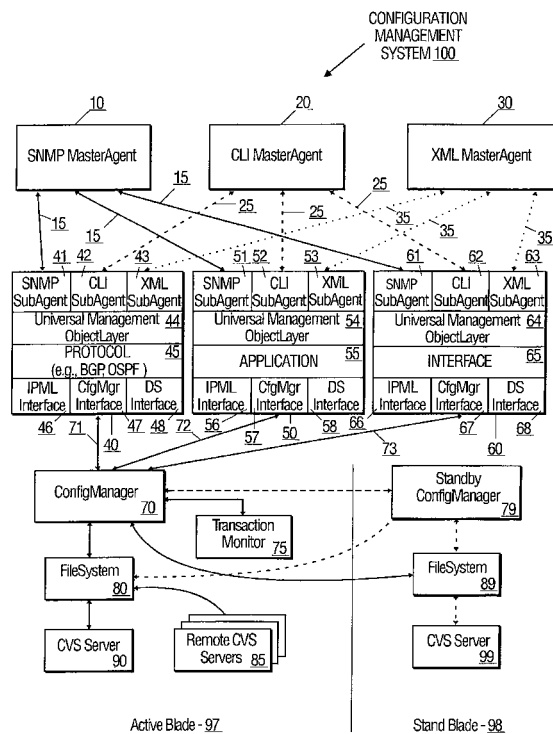 CONFIGURATION
MANAGEMENT
SYSTEM 100
10
20
30
SNMP MasterAgent
CLI MasterAgent
XML MasterAgent
15
15
15
25
25
25
35
35
35
41
42
43
51
52
53
61
62
63
SNMP SubAgent
CLI SubAgent
XML SubAgent
SNMP SubAgent
CLI SubAgent
XML SubAgent
SNMP SubAgent
CLI SubAgent
XML SubAgent
Universal Management 44
ObjectLayer
Universal Management 54
ObjectLayer
Universal Management 64
ObjectLayer
PROTOCOL 45
(e.g., BGP, OSPF )
APPLICATION 55
INTERFACE 65
IPML Interface
CfgMgr Interface
DS Interface
IPML Interface
CfgMgr Interface
DS Interface
IPML Interface
CfgMgr Interface
DS Interface
46
71
40
47
48
72
56
57
50
58
66
73
67
60
68
ConfigManager
70
Transaction
Monitor 75
Standby
ConfigManager
79
FileSystem
80
FileSystem
89
CVS Server
90
Remote CVS
Servers 85
CVS Server
99
Active Blade - 97
Stand Blade - 98